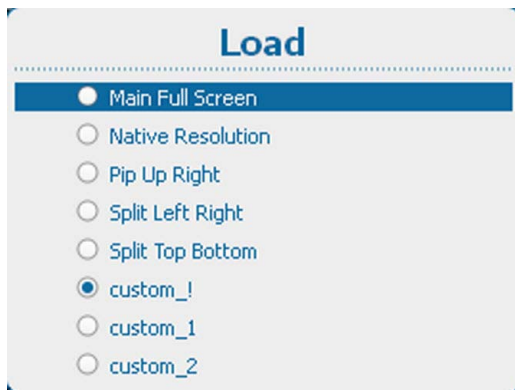 Load
Main Full Screen
Native Resolution
Pip Up Right
Split Left Right
Split Top Bottom
custom_!
custom_1
custom_2